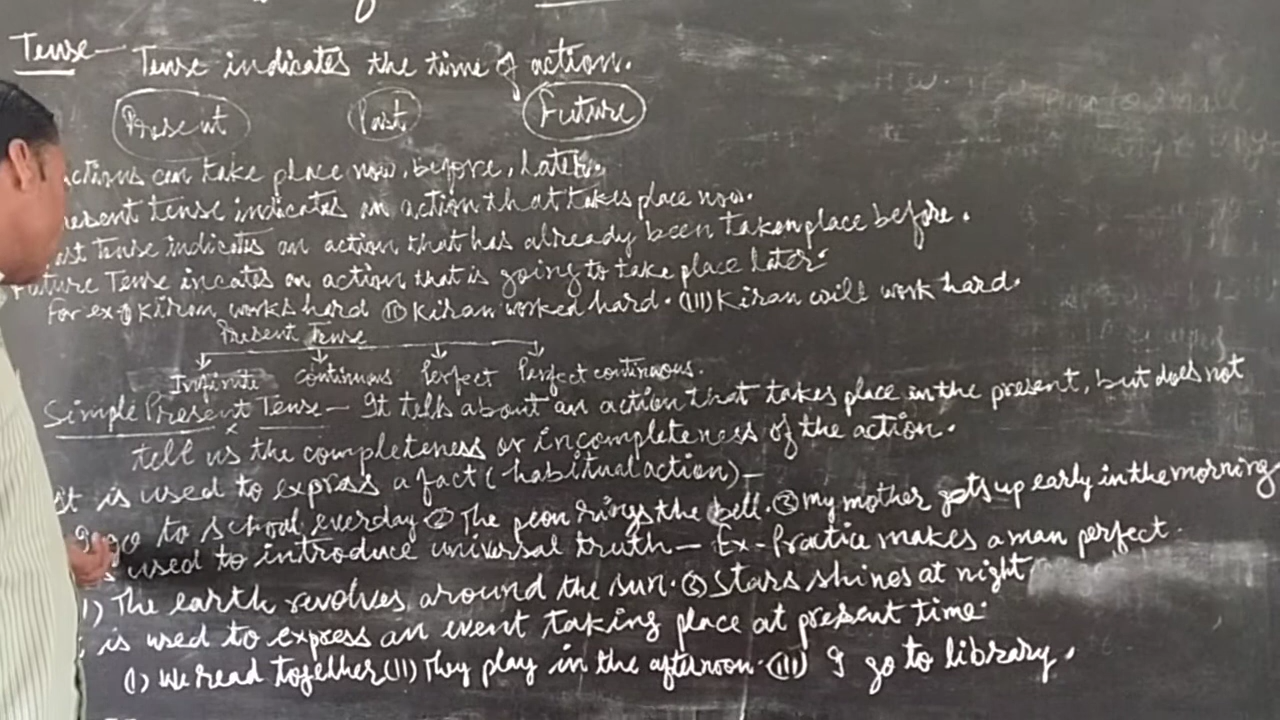 Tense - Tense indicates the time of action.
Present Past Future
ctions can take place now, before, Later.
resent tense indicates an action that takes place now.
ast tense indicates an action that has already been taken place before.
uture Tense incates an action that is going to take place later.
for ex-I) Kiran works hard (II) Kiran worked hard. (III) Kiran will work hard.
Present Tense
Infinite continuous Perfect Perfect continuous.
Simple Present Tense - It tells about an action that takes place in the present, but does not
tell us the completeness or incompleteness of the action.
It is used to express a fact (habitual action) -
I go to school everday (2) The peon rings the bell. (3) My mother gets up early in the morning
s used to introduce universal truth - Ex - Practice makes a man perfect.
1) The earth revolves around the sun. (3) Stars shines at night
is used to express an event taking place at present time.
(I) We read together (II) They play in the afternoon. (III) I go to library.